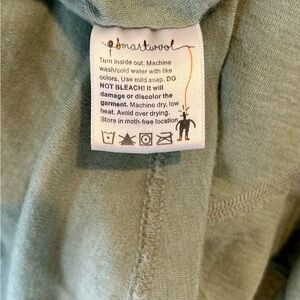 smartwool
Turn inside out. Machine
wash/cold water with like
colors. Use mild soap. DO
NOT BLEACH! It will
damage or discolor the
garment. Machine dry, low
heat. Avoid over drying.
Store in moth-free location